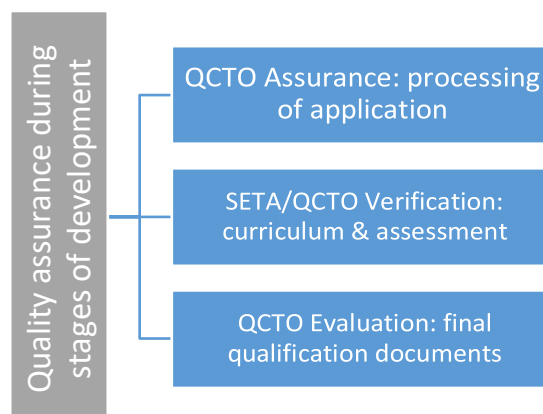 Quality assurance during
stages of development
QCTO Assurance: processing
of application
SETA/QCTO Verification:
curriculum & assessment
QCTO Evaluation: final
qualification documents